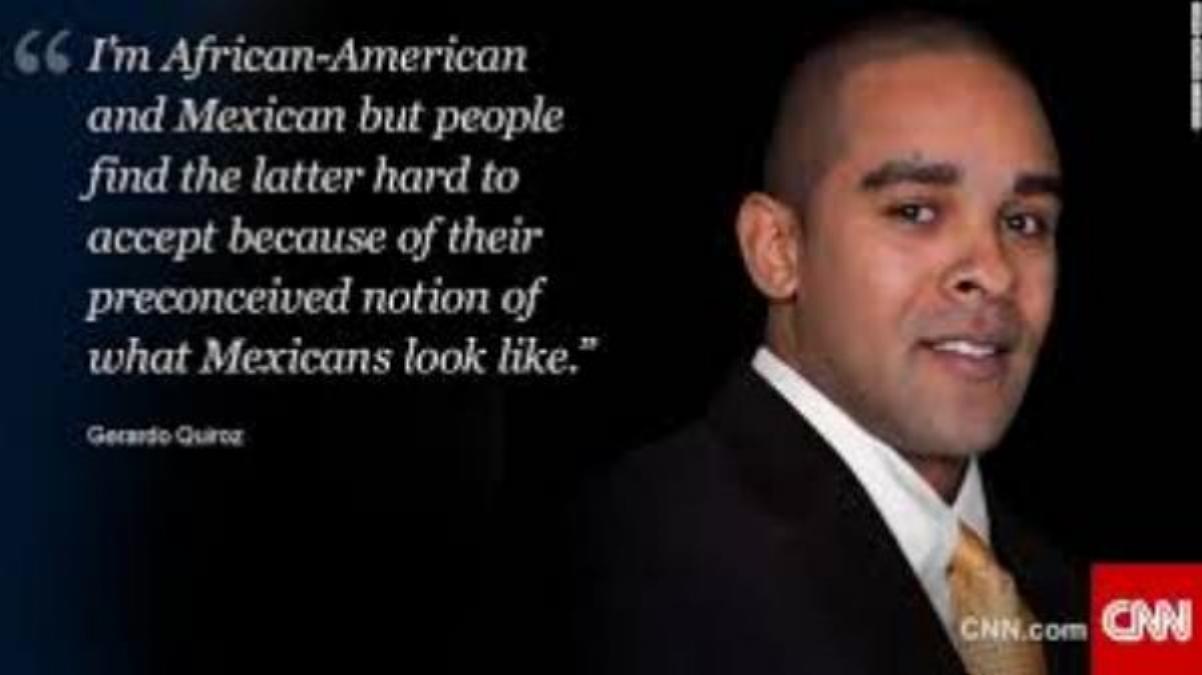 “ I’m African-American
and Mexican but people
find the latter hard to
accept because of their
preconceived notion of
what Mexicans look like.”
Gerardo Quiroz
CNN.com
CNN